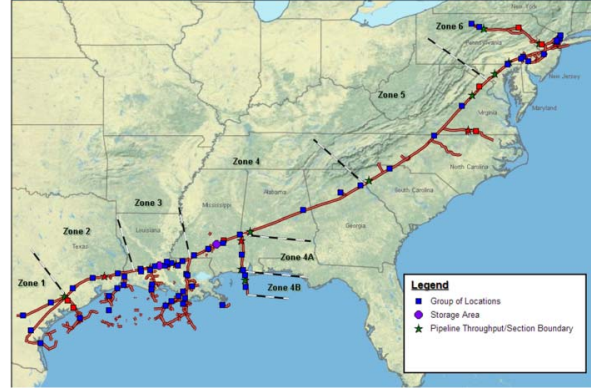 New York
Zone 6
Pennsylvania
New Jersey
Zone 5
Maryland
Virginia
Zone 4
North Carolina
Zone 3
Mississippi
Alabama
South Carolina
Zone 2
Louisiana
Georgia
Texas
Zone 4A
Zone 1
Zone 4B
Legend
Group of Locations
Storage Area
Pipeline Throughput/Section Boundary